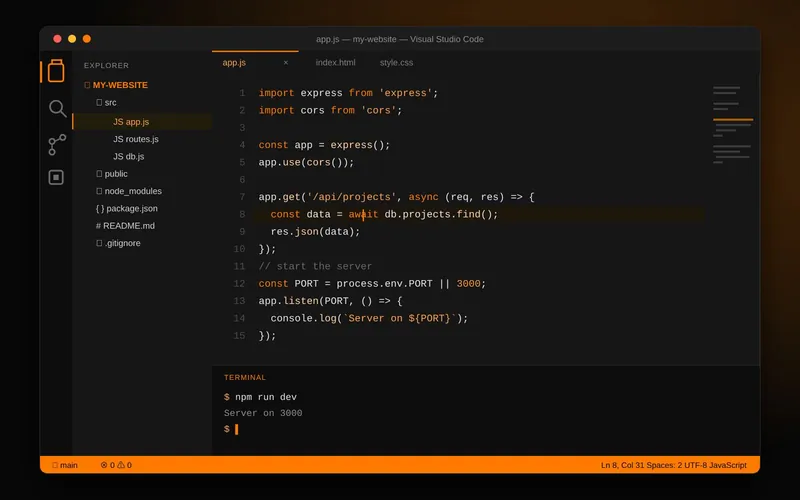 app.js — my-website — Visual Studio Code
EXPLORER
MY-WEBSITE
src
JS app.js
JS routes.js
JS db.js
public
node_modules
{ } package.json
# README.md
.gitignore
app.js ×
index.html
style.css
1 import express from 'express';
2 import cors from 'cors';
3
4 const app = express();
5 app.use(cors());
6
7 app.get('/api/projects', async (req, res) => {
8 const data = await db.projects.find();
9 res.json(data);
10 });
11 // start the server
12 const PORT = process.env.PORT || 3000;
13 app.listen(PORT, () => {
14 console.log(`Server on ${PORT}`);
15 });
TERMINAL
$ npm run dev
Server on 3000
$
main ⊗ 0 ⚠ 0
Ln 8, Col 31 Spaces: 2 UTF-8 JavaScript